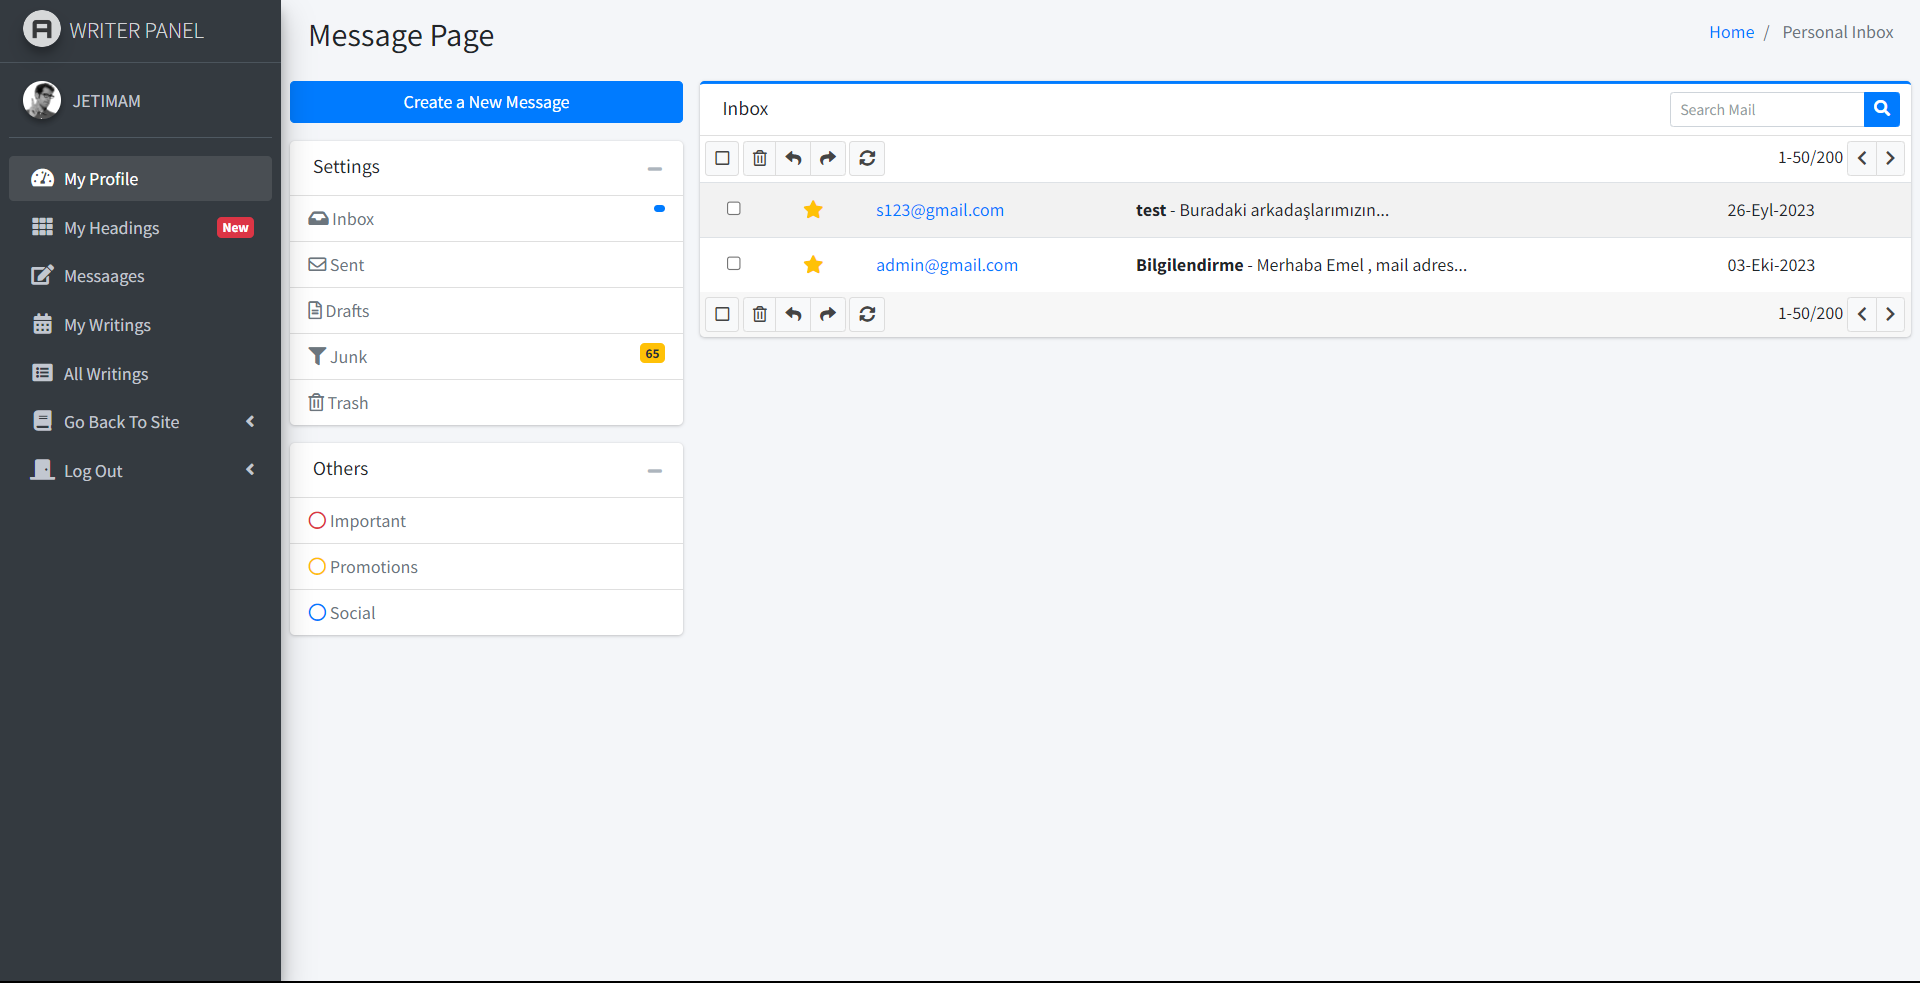 WRITER PANEL
JETIMAM
My Profile
My Headings New
Messaages
My Writings
All Writings
Go Back To Site
Log Out
Message Page
Home / Personal Inbox
Create a New Message
Settings
Inbox
Sent
Drafts
Junk 65
Trash
Others
Important
Promotions
Social
Inbox
Search Mail
1-50/200
s123@gmail.com test - Buradaki arkadaşlarımızın... 26-Eyl-2023
admin@gmail.com Bilgilendirme - Merhaba Emel , mail adres... 03-Eki-2023
1-50/200